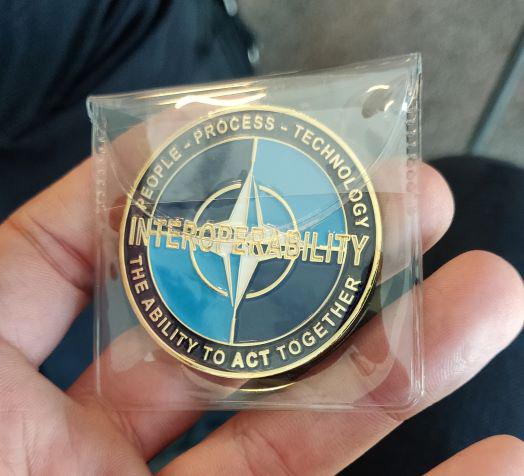 PEOPLE - PROCESS - TECHNOLOGY
INTEROPERABILITY
THE ABILITY TO ACT TOGETHER